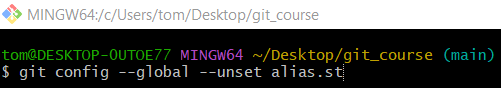 MINGW64:/c/Users/tom/Desktop/git_course
tom@DESKTOP-OUTOE77 MINGW64 ~/Desktop/git_course (main)
$ git config --global --unset alias.st